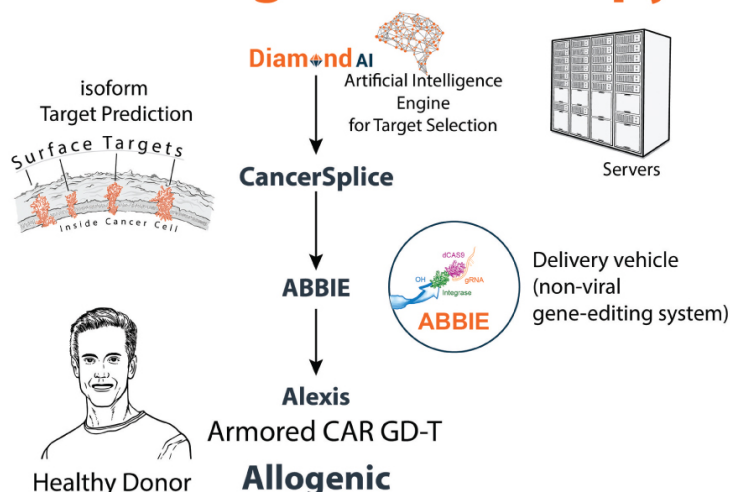 Diamond AI
Artificial Intelligence
Engine
for Target Selection
isoform
Target Prediction
Surface Targets
Inside Cancer Cell
Servers
CancerSplice
ABBIE
dCAS9
OH
gRNA
Integrase
ABBIE
Delivery vehicle
(non-viral
gene-editing system)
Alexis
Armored CAR GD-T
Healthy Donor
Allogenic